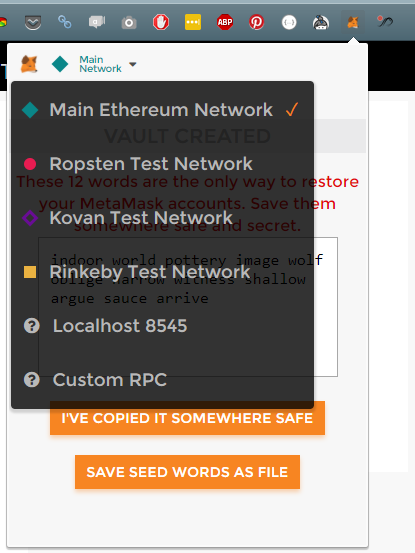 ABP
T
Main
Network
Main Ethereum Network ✓
VAULT CREATED
Ropsten Test Network
These 12 words are the only way to restore
your MetaMask accounts. Save them
Kovan Test Network
somewhere safe and secret.
indoor world pottery image wolf
Rinkeby Test Network
oblige witness shallow
argue sauce arrive
Localhost 8545
Custom RPC
I'VE COPIED IT SOMEWHERE SAFE
SAVE SEED WORDS AS FILE